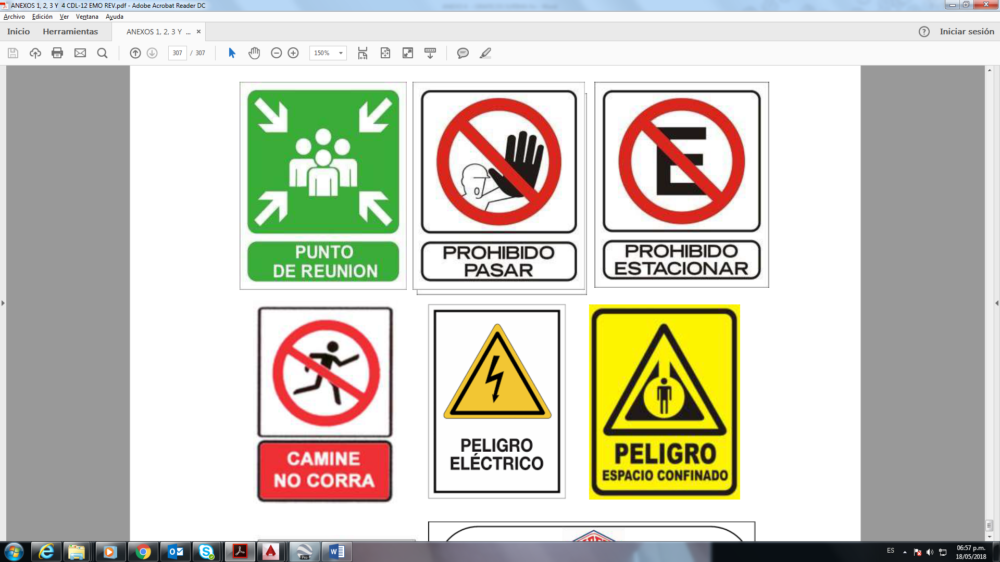 ANEXOS 1, 2, 3 Y  4 CDL-12 EMO REV.pdf - Adobe Acrobat Reader DC
Archivo Edición Ver Ventana Ayuda
Inicio Herramientas ANEXOS 1, 2, 3 Y ... × ? Iniciar sesión
307 / 307 150%
PUNTO
DE REUNION
PROHIBIDO
PASAR
E
PROHIBIDO
ESTACIONAR
CAMINE
NO CORRA
PELIGRO
ELÉCTRICO
PELIGRO
ESPACIO CONFINADO
Pro
ES
06:57 p.m.
18/05/2018